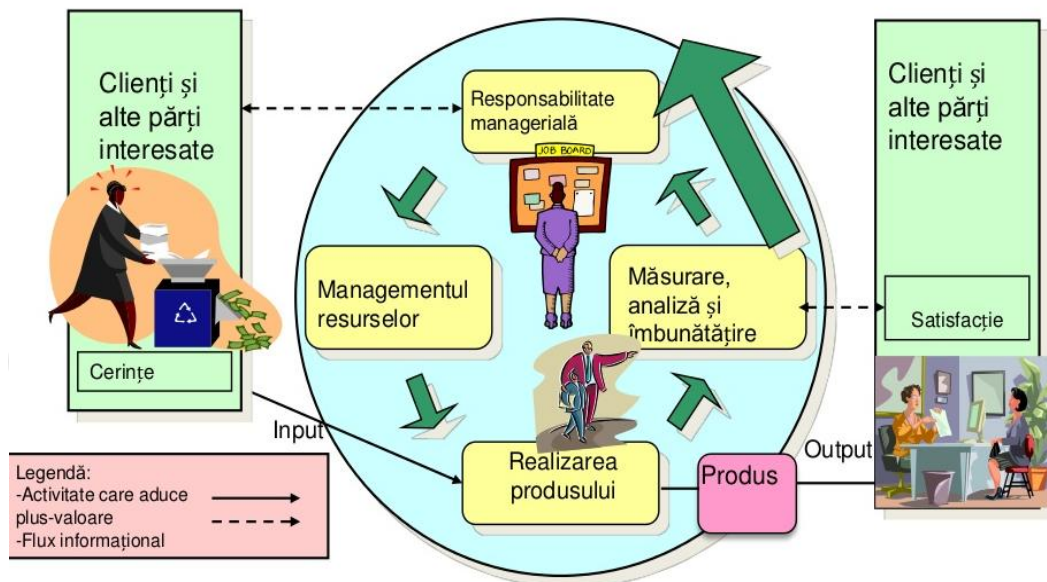 Clienți și
alte părți
interesate
Cerințe
Responsabilitate
managerială
JOB BOARD
Managementul
resurselor
Măsurare,
analiză și
îmbunătățire
Realizarea
produsului
Input
Produs
Output
Clienți și
alte părți
interesate
Satisfacție
Legendă:
-Activitate care aduce
plus-valoare
-Flux informațional